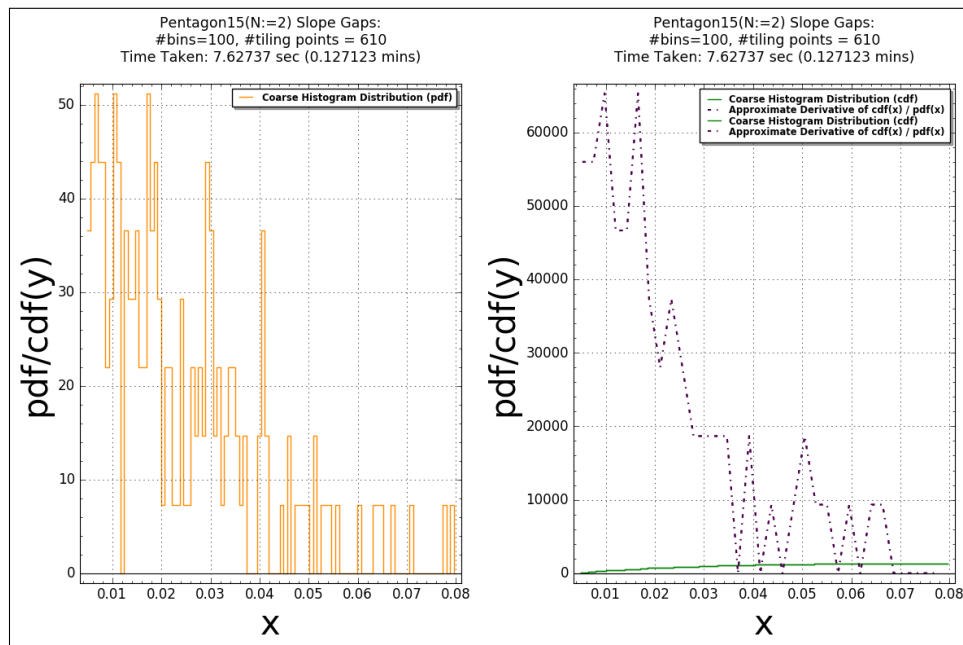 Pentagon15(N:=2) Slope Gaps:
#bins=100, #tiling points = 610
Time Taken: 7.62737 sec (0.127123 mins)
Coarse Histogram Distribution (pdf)
50
40
30
20
10
0
pdf/cdf(y)
0.01 0.02 0.03 0.04 0.05 0.06 0.07 0.08
x
Pentagon15(N:=2) Slope Gaps:
#bins=100, #tiling points = 610
Time Taken: 7.62737 sec (0.127123 mins)
Coarse Histogram Distribution (cdf)
Approximate Derivative of cdf(x) / pdf(x)
Coarse Histogram Distribution (cdf)
Approximate Derivative of cdf(x) / pdf(x)
60000
50000
40000
30000
20000
10000
0
pdf/cdf(y)
0.01 0.02 0.03 0.04 0.05 0.06 0.07 0.08
x